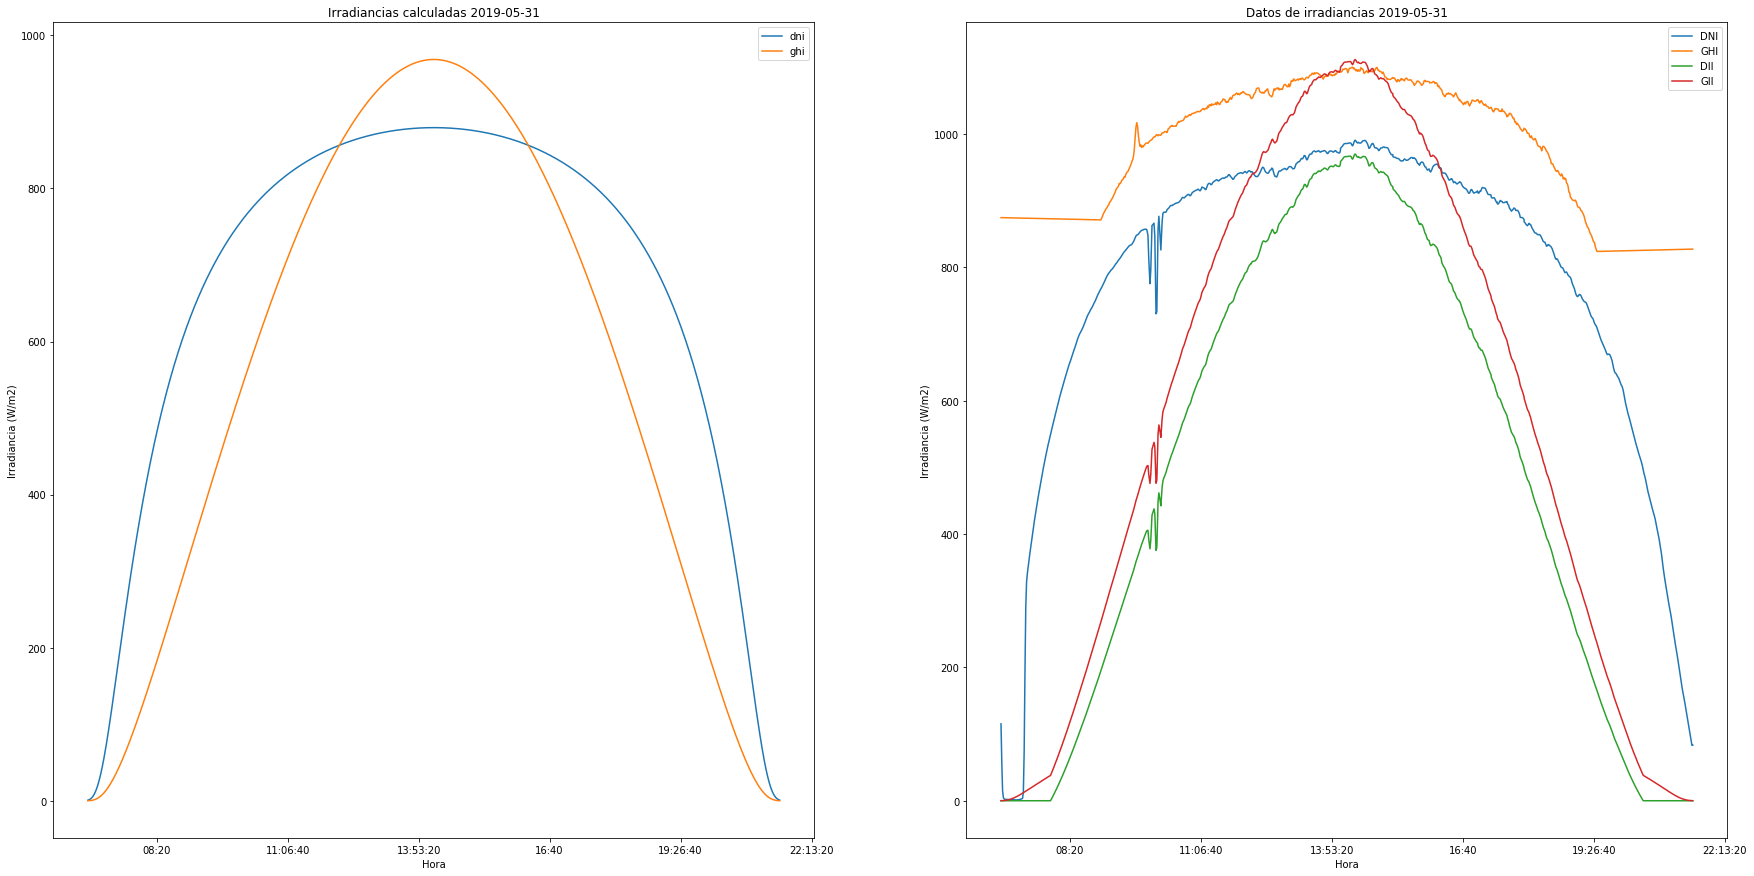 Irradiancias calculadas 2019-05-31
dni
ghi
1000
800
600
400
200
0
Irradiancia (W/m2)
08:20
11:06:40
13:53:20
16:40
19:26:40
22:13:20
Hora
Datos de irradiancias 2019-05-31
DNI
GHI
DII
GII
1000
800
600
400
200
0
Irradiancia (W/m2)
08:20
11:06:40
13:53:20
16:40
19:26:40
22:13:20
Hora